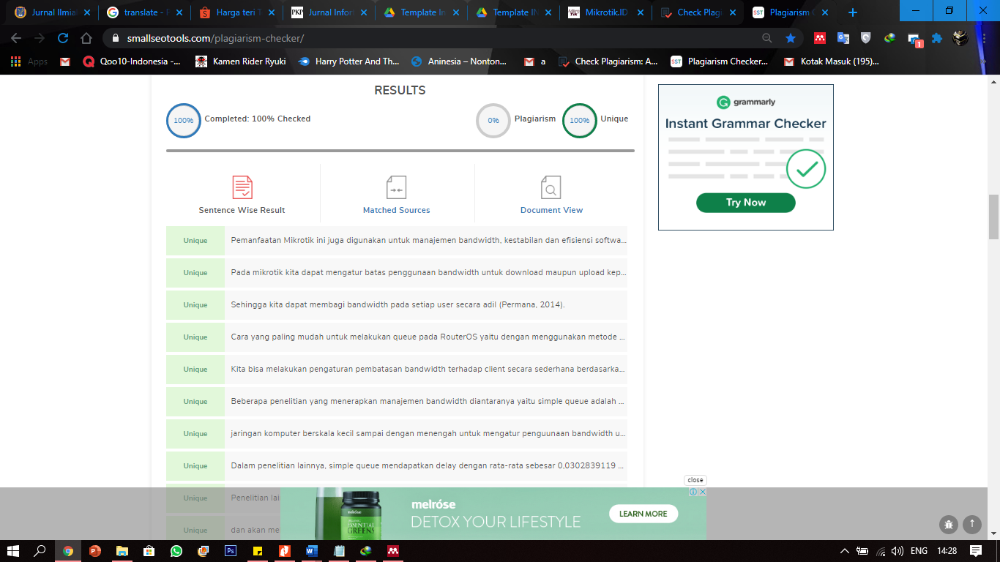 Jurnal Ilmia
translate - P
Harga teri T
Jurnal Infor
Template In
Template IN
Mikrotik.ID
Check Plag
Plagiarism C
smallseotools.com/plagiarism-checker/
1
Apps
Qoo10-Indonesia -...
Kamen Rider Ryuki
Harry Potter And Th...
Aninesia – Nonton...
a
Check Plagiarism: A...
Plagiarism Checker...
Kotak Masuk (195)...
RESULTS
100%
Completed: 100% Checked
0%
Plagiarism
100%
Unique
Sentence Wise Result
Matched Sources
Document View
Unique Pemanfaatan Mikrotik ini juga digunakan untuk manajemen bandwidth, kestabilan dan efisiensi softwa...
Unique Pada mikrotik kita dapat mengatur batas penggunaan bandwidth untuk download maupun upload kep...
Unique Sehingga kita dapat membagi bandwidth pada setiap user secara adil (Permana, 2014).
Unique Cara yang paling mudah untuk melakukan queue pada RouterOS yaitu dengan menggunakan metode ...
Unique Kita bisa melakukan pengaturan pembatasan bandwidth terhadap client secara sederhana berdasarka...
Unique Beberapa penelitian yang menerapkan manajemen bandwidth diantaranya yaitu simple queue adalah ...
Unique jaringan komputer berskala kecil sampai dengan menengah untuk mengatur penguunaan bandwidth u...
Unique Dalam penelitian lainnya, simple queue mendapatkan delay dengan rata-rata sebesar 0,0302839119 ...
Unique Penelitian lai
Unique dan akan me
grammarly
Instant Grammar Checker
Try Now
close
melrose
ESSENTIAL
GREENS
melróse
DETOX YOUR LIFESTYLE
LEARN MORE
ENG
14:28